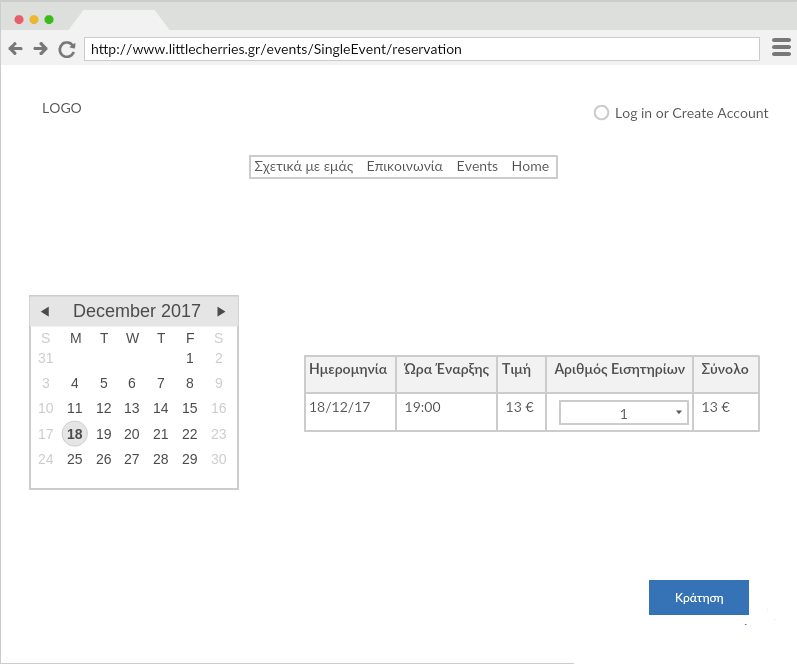 http://www.littlecherries.gr/events/SingleEvent/reservation
LOGO
Log in or Create Account
Σχετικά με εμάς Επικοινωνία Events Home
December 2017
S M T W T F S
31 1 2
3 4 5 6 7 8 9
10 11 12 13 14 15 16
17 18 19 20 21 22 23
24 25 26 27 28 29 30
Ημερομηνία Ώρα Έναρξης Τιμή Αριθμός Εισητηρίων Σύνολο
18/12/17 19:00 13 € 1 13 €
Κράτηση